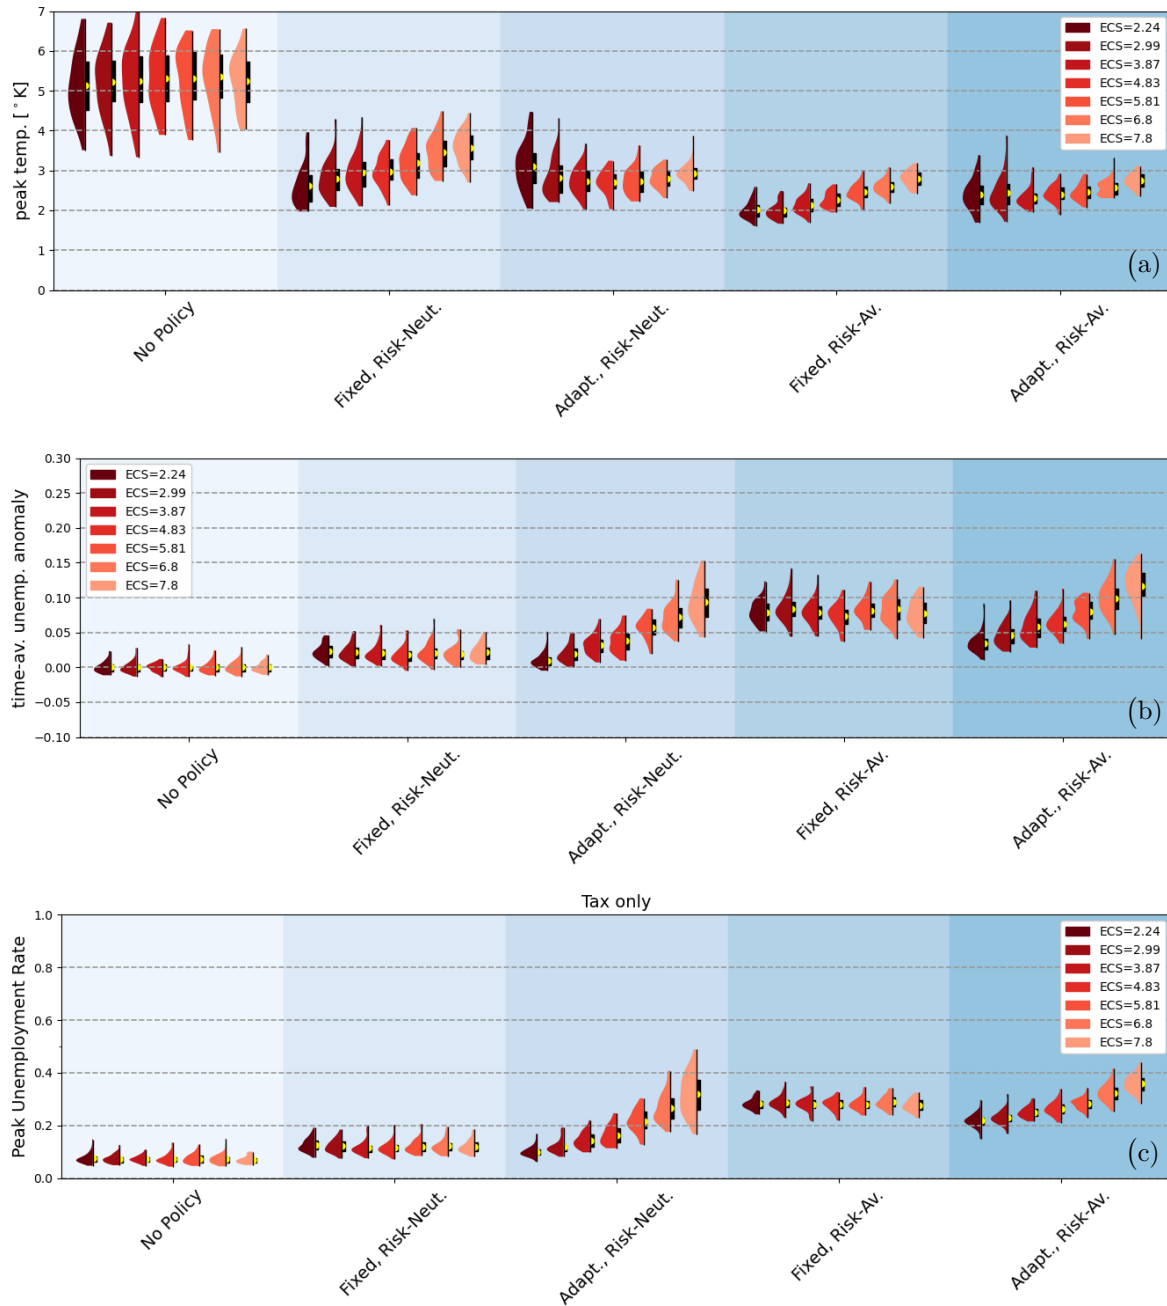 7
6
5
4
3
2
1
0
peak temp. [ ° K]
ECS=2.24
ECS=2.99
ECS=3.87
ECS=4.83
ECS=5.81
ECS=6.8
ECS=7.8
(a)
No Policy
Fixed, Risk-Neut.
Adapt., Risk-Neut.
Fixed, Risk-Av.
Adapt., Risk-Av.
0.30
0.25
0.20
0.15
0.10
0.05
0.00
−0.05
−0.10
time-av. unemp. anomaly
ECS=2.24
ECS=2.99
ECS=3.87
ECS=4.83
ECS=5.81
ECS=6.8
ECS=7.8
(b)
No Policy
Fixed, Risk-Neut.
Adapt., Risk-Neut.
Fixed, Risk-Av.
Adapt., Risk-Av.
Tax only
1.0
0.8
0.6
0.4
0.2
0.0
Peak Unemployment Rate
ECS=2.24
ECS=2.99
ECS=3.87
ECS=4.83
ECS=5.81
ECS=6.8
ECS=7.8
(c)
No Policy
Fixed, Risk-Neut.
Adapt., Risk-Neut.
Fixed, Risk-Av.
Adapt., Risk-Av.